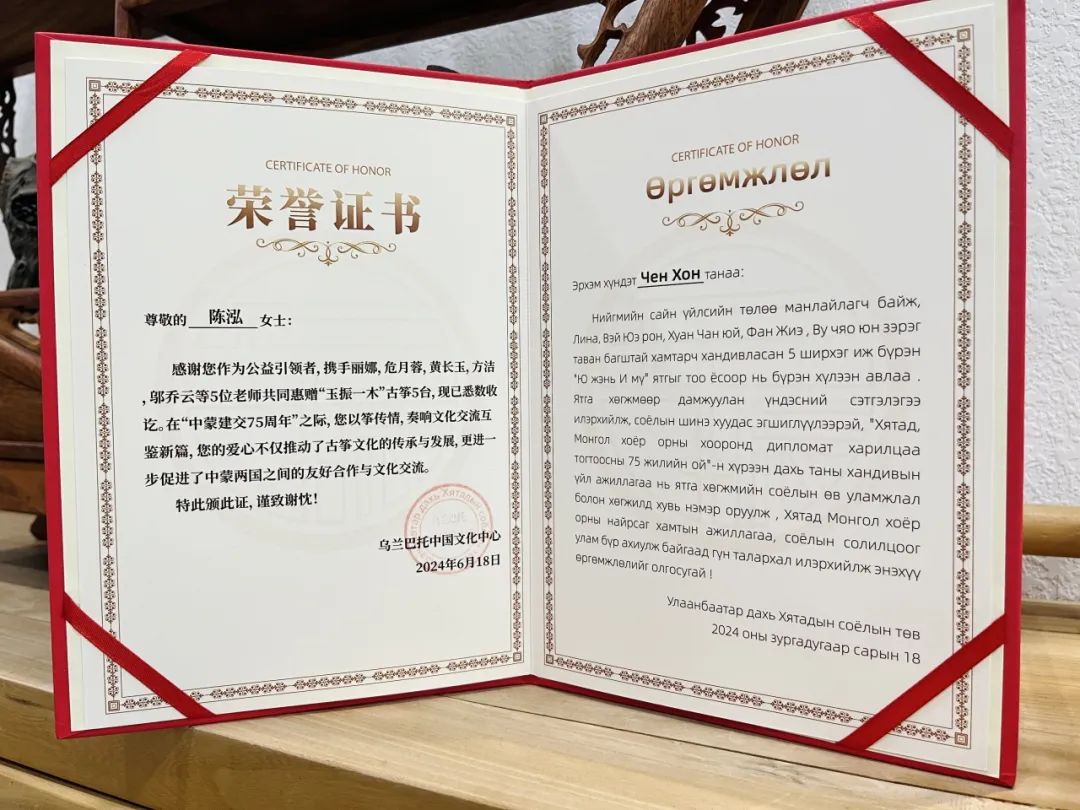 CERTIFICATE OF HONOR
荣誉证书
尊敬的 陈泓 女士：
感谢您作为公益引领者，携手丽娜，危月蓉，黄长玉，方洁
，邬乔云等5位老师共同惠赠“玉振一木”古筝5台，现已悉数收
讫。在“中蒙建交75周年”之际，您以筝传情，奏响文化交流互
鉴新篇，您的爱心不仅推动了古筝文化的传承与发展，更进一
步促进了中蒙两国之间的友好合作与文化交流。
特此颁此证，谨致谢忱！
乌兰巴托中国文化中心
2024年6月18日
CERTIFICATE OF HONOR
Өргөмжлөл
Эрхэм хүндэт Чен Хон танаа:
Нийгмийн сайн үйлсийн төлөө манлайлагч байж,
Лина, Вэй Юэ рон, Хуан Чан юй, Фан Жиэ , Ву чяо юн зэрэг
таван багштай хамтарч хандивласан 5 ширхэг иж бүрэн
"Ю жэнь И мү" ятгыг тоо ёсоор нь бүрэн хүлээн авлаа .
Ятга хөгжмөөр дамжуулан үндэсний сэтгэлэгээ
илэрхийлж, соёлын шинэ хуудас эгшиглүүлээрэй, "Хятад,
Монгол хоёр орны хооронд дипломат харилцаа
тогтоосны 75 жилийн ой"-н хүрээн дахь таны хандивын
үйл ажиллагаа нь ятга хөгжмийн соёлын өв уламжлал
болон хөгжилд хувь нэмэр оруулж , Хятад Монгол хоёр
орны найрсаг хамтын ажиллагаа, соёлын солилцоог
улам бүр ахиулж байгаад гүн талархал илэрхийлж энэхүү
өргөмжлөлийг олгосугай !
Улаанбаатар дахь Хятадын соёлын төв
2024 оны зургадугаар сарын 18